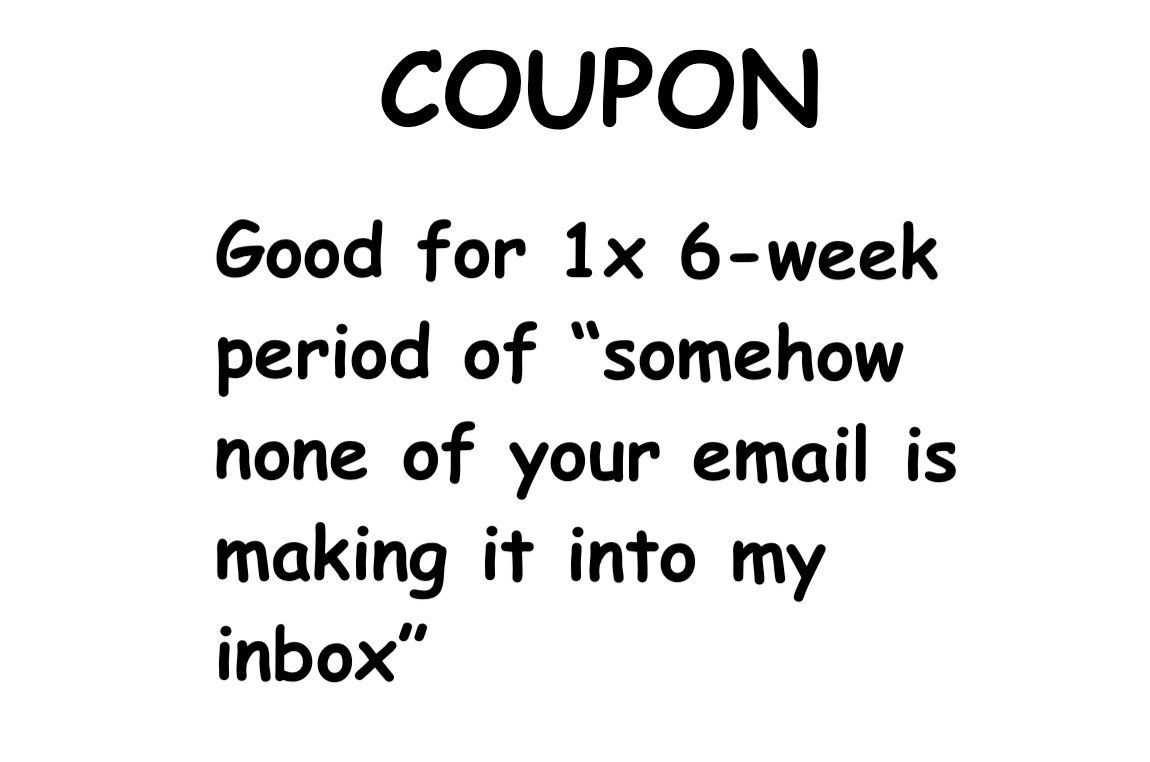 COUPON
Good for 1x 6-week
period of “somehow
none of your email is
making it into my
inbox”